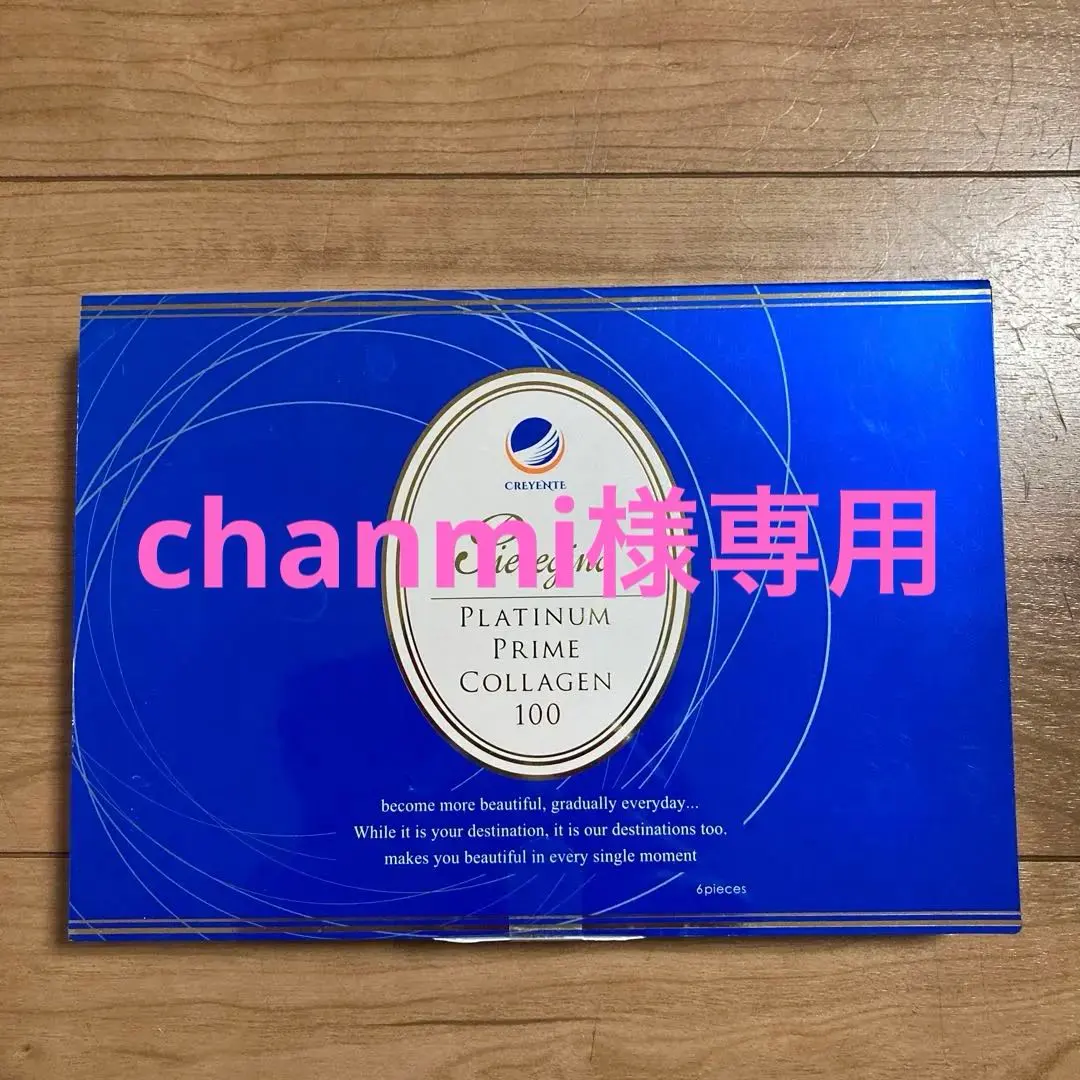 CREYENTE
chanmi様専用
PLATINUM
PRIME
COLLAGEN
100
become more beautiful, gradually everyday...
While it is your destination, it is our destinations too.
makes you beautiful in every single moment
6pieces